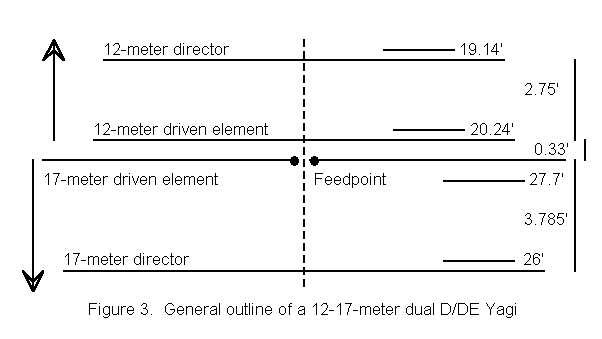 12-meter director
19.14'
2.75'
12-meter driven element
20.24'
0.33'
17-meter driven element
Feedpoint
27.7'
3.785'
17-meter director
26'
Figure 3.  General outline of a 12-17-meter dual D/DE Yagi